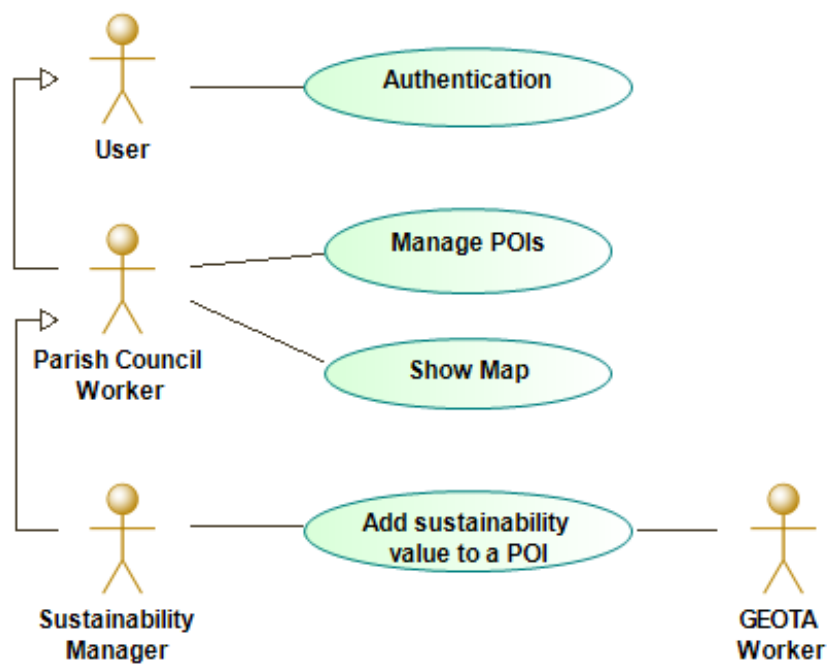 Authentication
User
Manage POIs
Parish Council
Worker
Show Map
Add sustainability
value to a POI
Sustainability
Manager
GEOTA
Worker